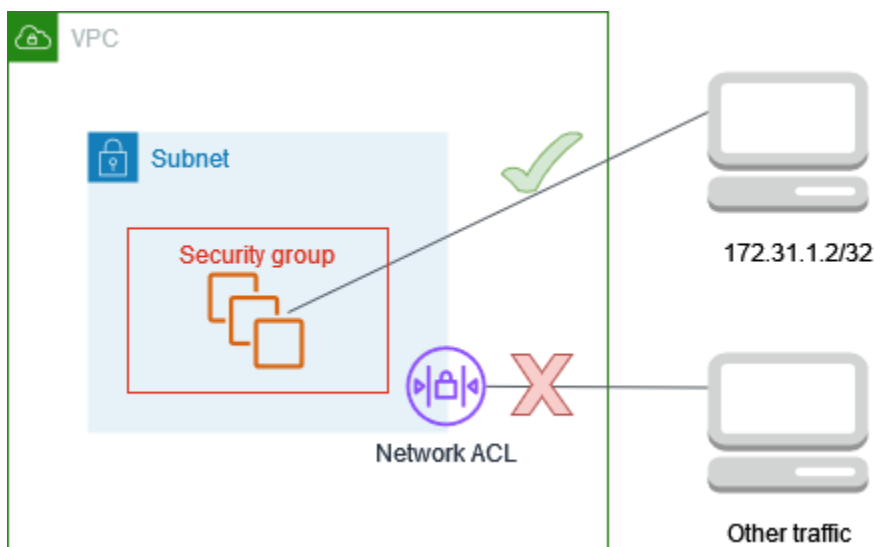 VPC
Subnet
Security group
172.31.1.2/32
Network ACL
Other traffic